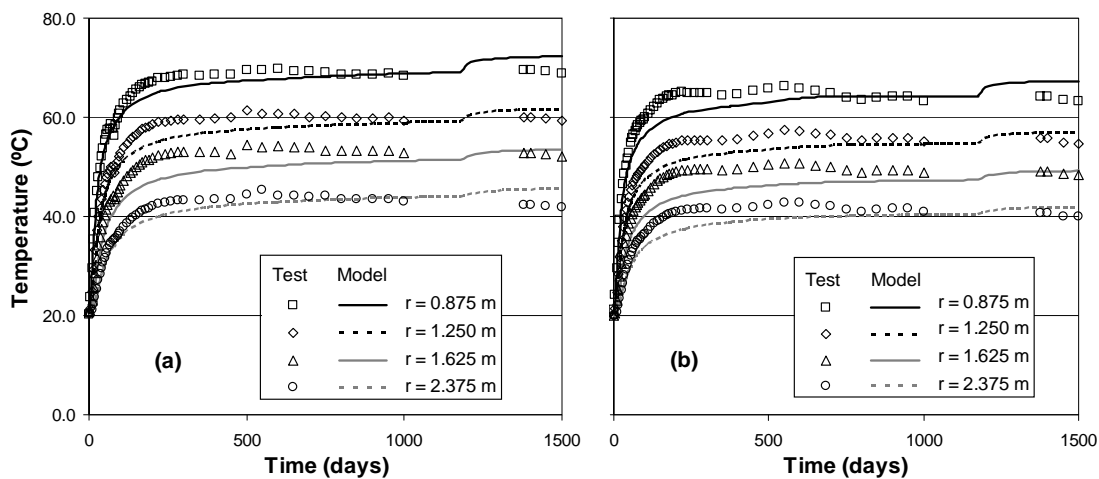 80.0
60.0
40.0
20.0
0.0
Temperature (ºC)
Test Model
r = 0.875 m
r = 1.250 m
r = 1.625 m
r = 2.375 m
(a)
0 500 1000 1500
Time (days)
Test Model
r = 0.875 m
r = 1.250 m
r = 1.625 m
r = 2.375 m
(b)
0 500 1000 1500
Time (days)